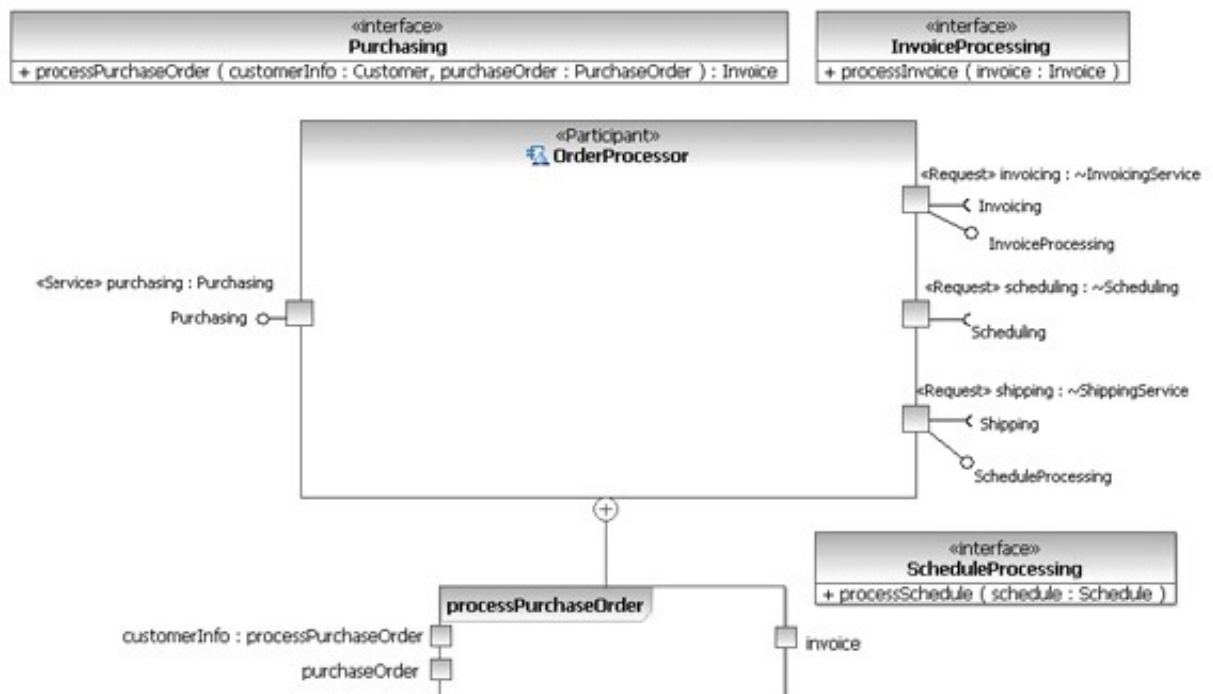 «interface»
Purchasing
+ processPurchaseOrder ( customerInfo : Customer, purchaseOrder : PurchaseOrder ) : Invoice
«interface»
InvoiceProcessing
+ processInvoice ( invoice : Invoice )
«Participant»
OrderProcessor
«Request» invoicing : ~InvoicingService
Invoicing
InvoiceProcessing
«Service» purchasing : Purchasing
Purchasing
«Request» scheduling : ~Scheduling
Scheduling
«Request» shipping : ~ShippingService
Shipping
ScheduleProcessing
«interface»
ScheduleProcessing
+ processSchedule ( schedule : Schedule )
processPurchaseOrder
customerInfo : processPurchaseOrder
purchaseOrder
invoice